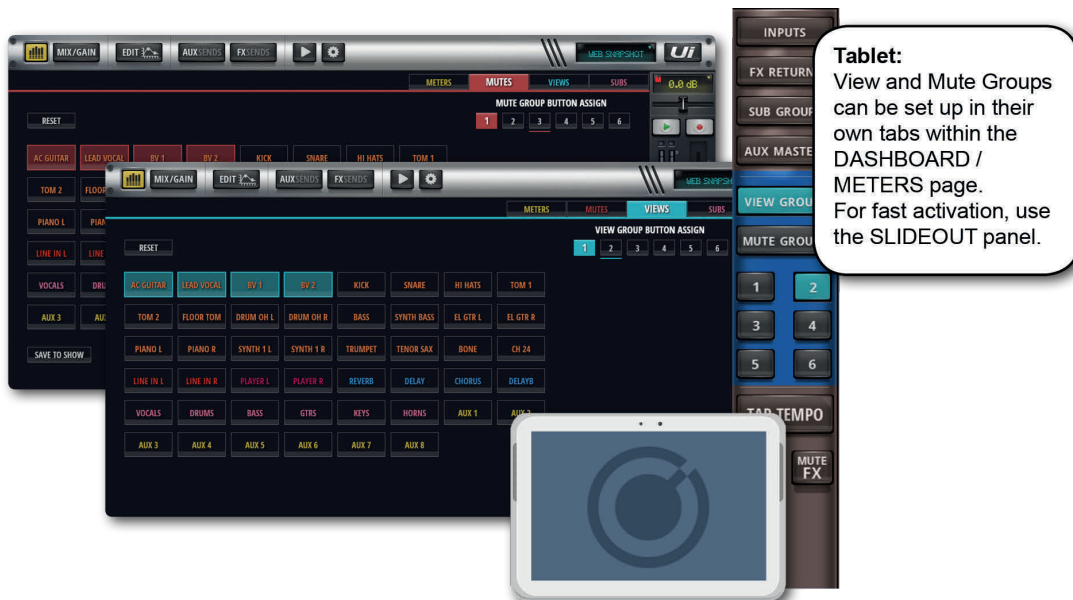 MIX/GAIN EDIT AUXSENDS FXSENDS WEB SNAPSHOT Ui
METERS MUTES VIEWS SUBS
M 0.0 dB
MUTE GROUP BUTTON ASSIGN
RESET
1 2 3 4 5 6
AC GUITAR LEAD VOCAL BV 1 BV 2 KICK SNARE HI HATS TOM 1
TOM 2
PIANO L
LINE IN L LINE
VOCALS
AUX 3
SAVE TO SHOW
MIX/GAIN EDIT AUXSENDS FXSENDS
METERS MUTES VIEWS SUBS
VIEW GROUP BUTTON ASSIGN
RESET
1 2 3 4 5 6
AC GUITAR LEAD VOCAL BV 1 BV 2 KICK SNARE HI HATS TOM 1
TOM 2 FLOOR TOM DRUM OH L DRUM OH R BASS SYNTH BASS EL GTR L EL GTR R
PIANO L PIANO R SYNTH 1 L SYNTH 1 R TRUMPET TENOR SAX BONE CH 24
LINE IN L LINE IN R PLAYER L PLAYER R REVERB DELAY CHORUS DELAYB
VOCALS DRUMS BASS GTRS KEYS HORNS AUX 1 AUX 2
AUX 3 AUX 4 AUX 5 AUX 6 AUX 7 AUX 8
INPUTS
FX RETURN
SUB GROUP
AUX MASTE
VIEW GROU
MUTE GROU
1 2
3 4
5 6
TAP TEMPO
MUTE
FX
Tablet:
View and Mute Groups
can be set up in their
own tabs within the
DASHBOARD /
METERS page.
For fast activation, use
the SLIDEOUT panel.